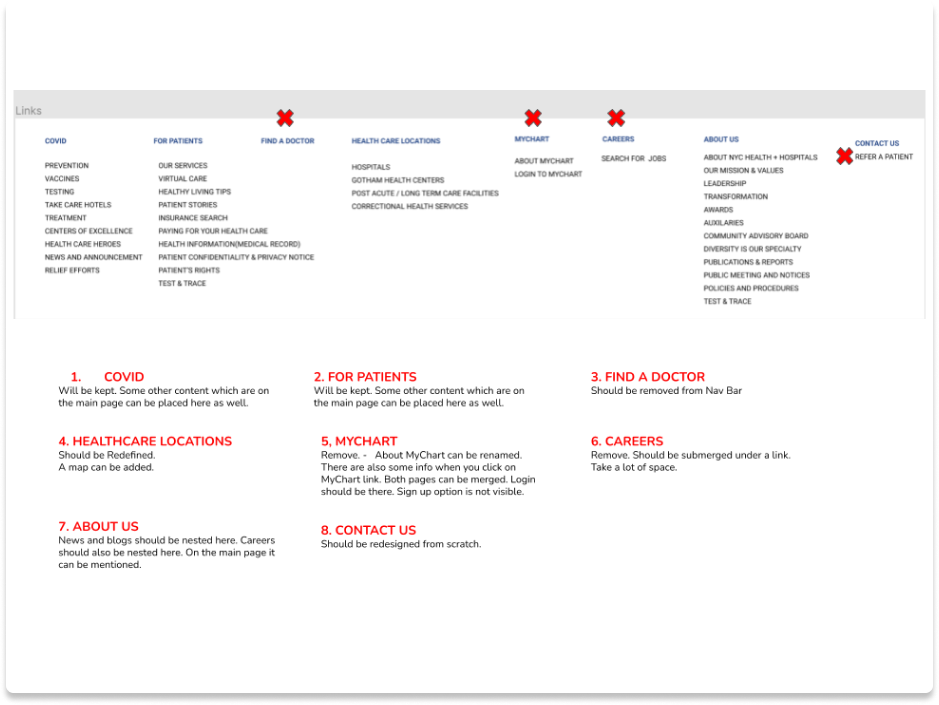 Links
COVID
PREVENTION
VACCINES
TESTING
TAKE CARE HOTELS
TREATMENT
CENTERS OF EXCELLENCE
HEALTH CARE HEROES
NEWS AND ANNOUNCEMENT
RELIEF EFFORTS
FOR PATIENTS
OUR SERVICES
VIRTUAL CARE
HEALTHY LIVING TIPS
PATIENT STORIES
INSURANCE SEARCH
PAYING FOR YOUR HEALTH CARE
HEALTH INFORMATION(MEDICAL RECORD)
PATIENT CONFIDENTIALITY & PRIVACY NOTICE
PATIENT'S RIGHTS
TEST & TRACE
FIND A DOCTOR
HEALTH CARE LOCATIONS
HOSPITALS
GOTHAM HEALTH CENTERS
POST ACUTE / LONG TERM CARE FACILITIES
CORRECTIONAL HEALTH SERVICES
MYCHART
ABOUT MYCHART
LOGIN TO MYCHART
CAREERS
SEARCH FOR JOBS
ABOUT US
ABOUT NYC HEALTH + HOSPITALS
OUR MISSION & VALUES
LEADERSHIP
TRANSFORMATION
AWARDS
AUXILARIES
COMMUNITY ADVISORY BOARD
DIVERSITY IS OUR SPECIALTY
PUBLICATIONS & REPORTS
PUBLIC MEETING AND NOTICES
POLICIES AND PROCEDURES
TEST & TRACE
CONTACT US
REFER A PATIENT
1. COVID
Will be kept. Some other content which are on
the main page can be placed here as well.
2. FOR PATIENTS
Will be kept. Some other content which are on
the main page can be placed here as well.
3. FIND A DOCTOR
Should be removed from Nav Bar
4. HEALTHCARE LOCATIONS
Should be Redefined.
A map can be added.
5, MYCHART
Remove. - About MyChart can be renamed.
There are also some info when you click on
MyChart link. Both pages can be merged. Login
should be there. Sign up option is not visible.
6. CAREERS
Remove. Should be submerged under a link.
Take a lot of space.
7. ABOUT US
News and blogs should be nested here. Careers
should also be nested here. On the main page it
can be mentioned.
8. CONTACT US
Should be redesigned from scratch.